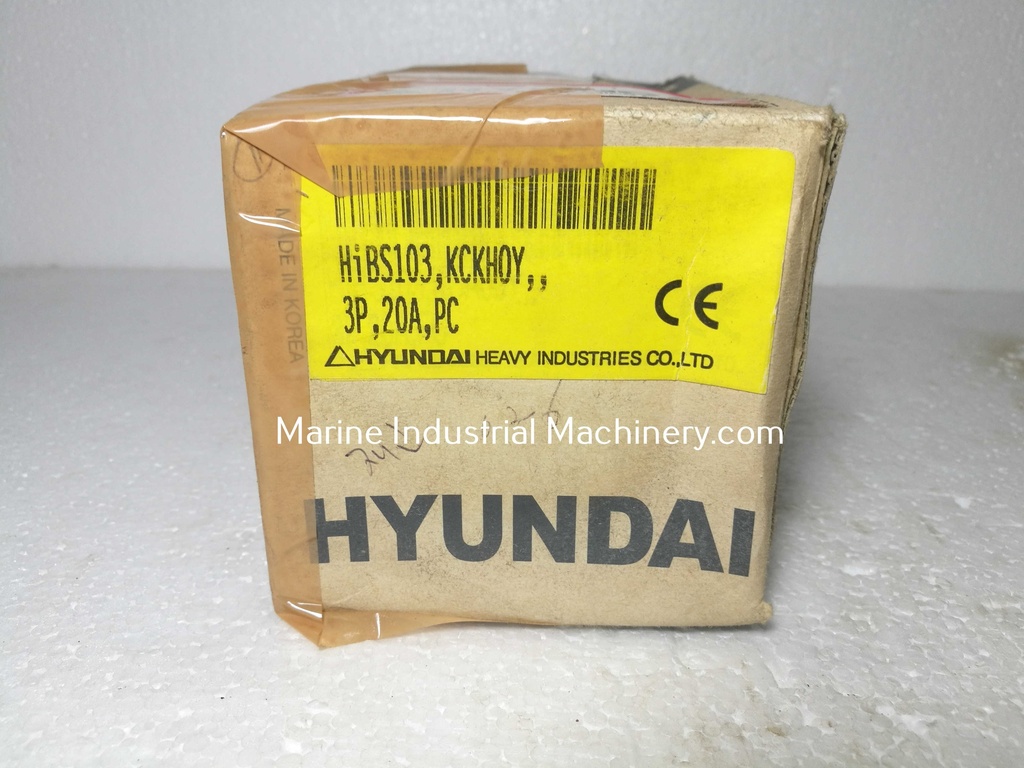 HiBS103,KCKHOY,,
3P,20A,PC
CE
HYUNDAI HEAVY INDUSTRIES CO.,LTD
MADE IN KOREA
Marine Industrial Machinery.com
HYUNDAI